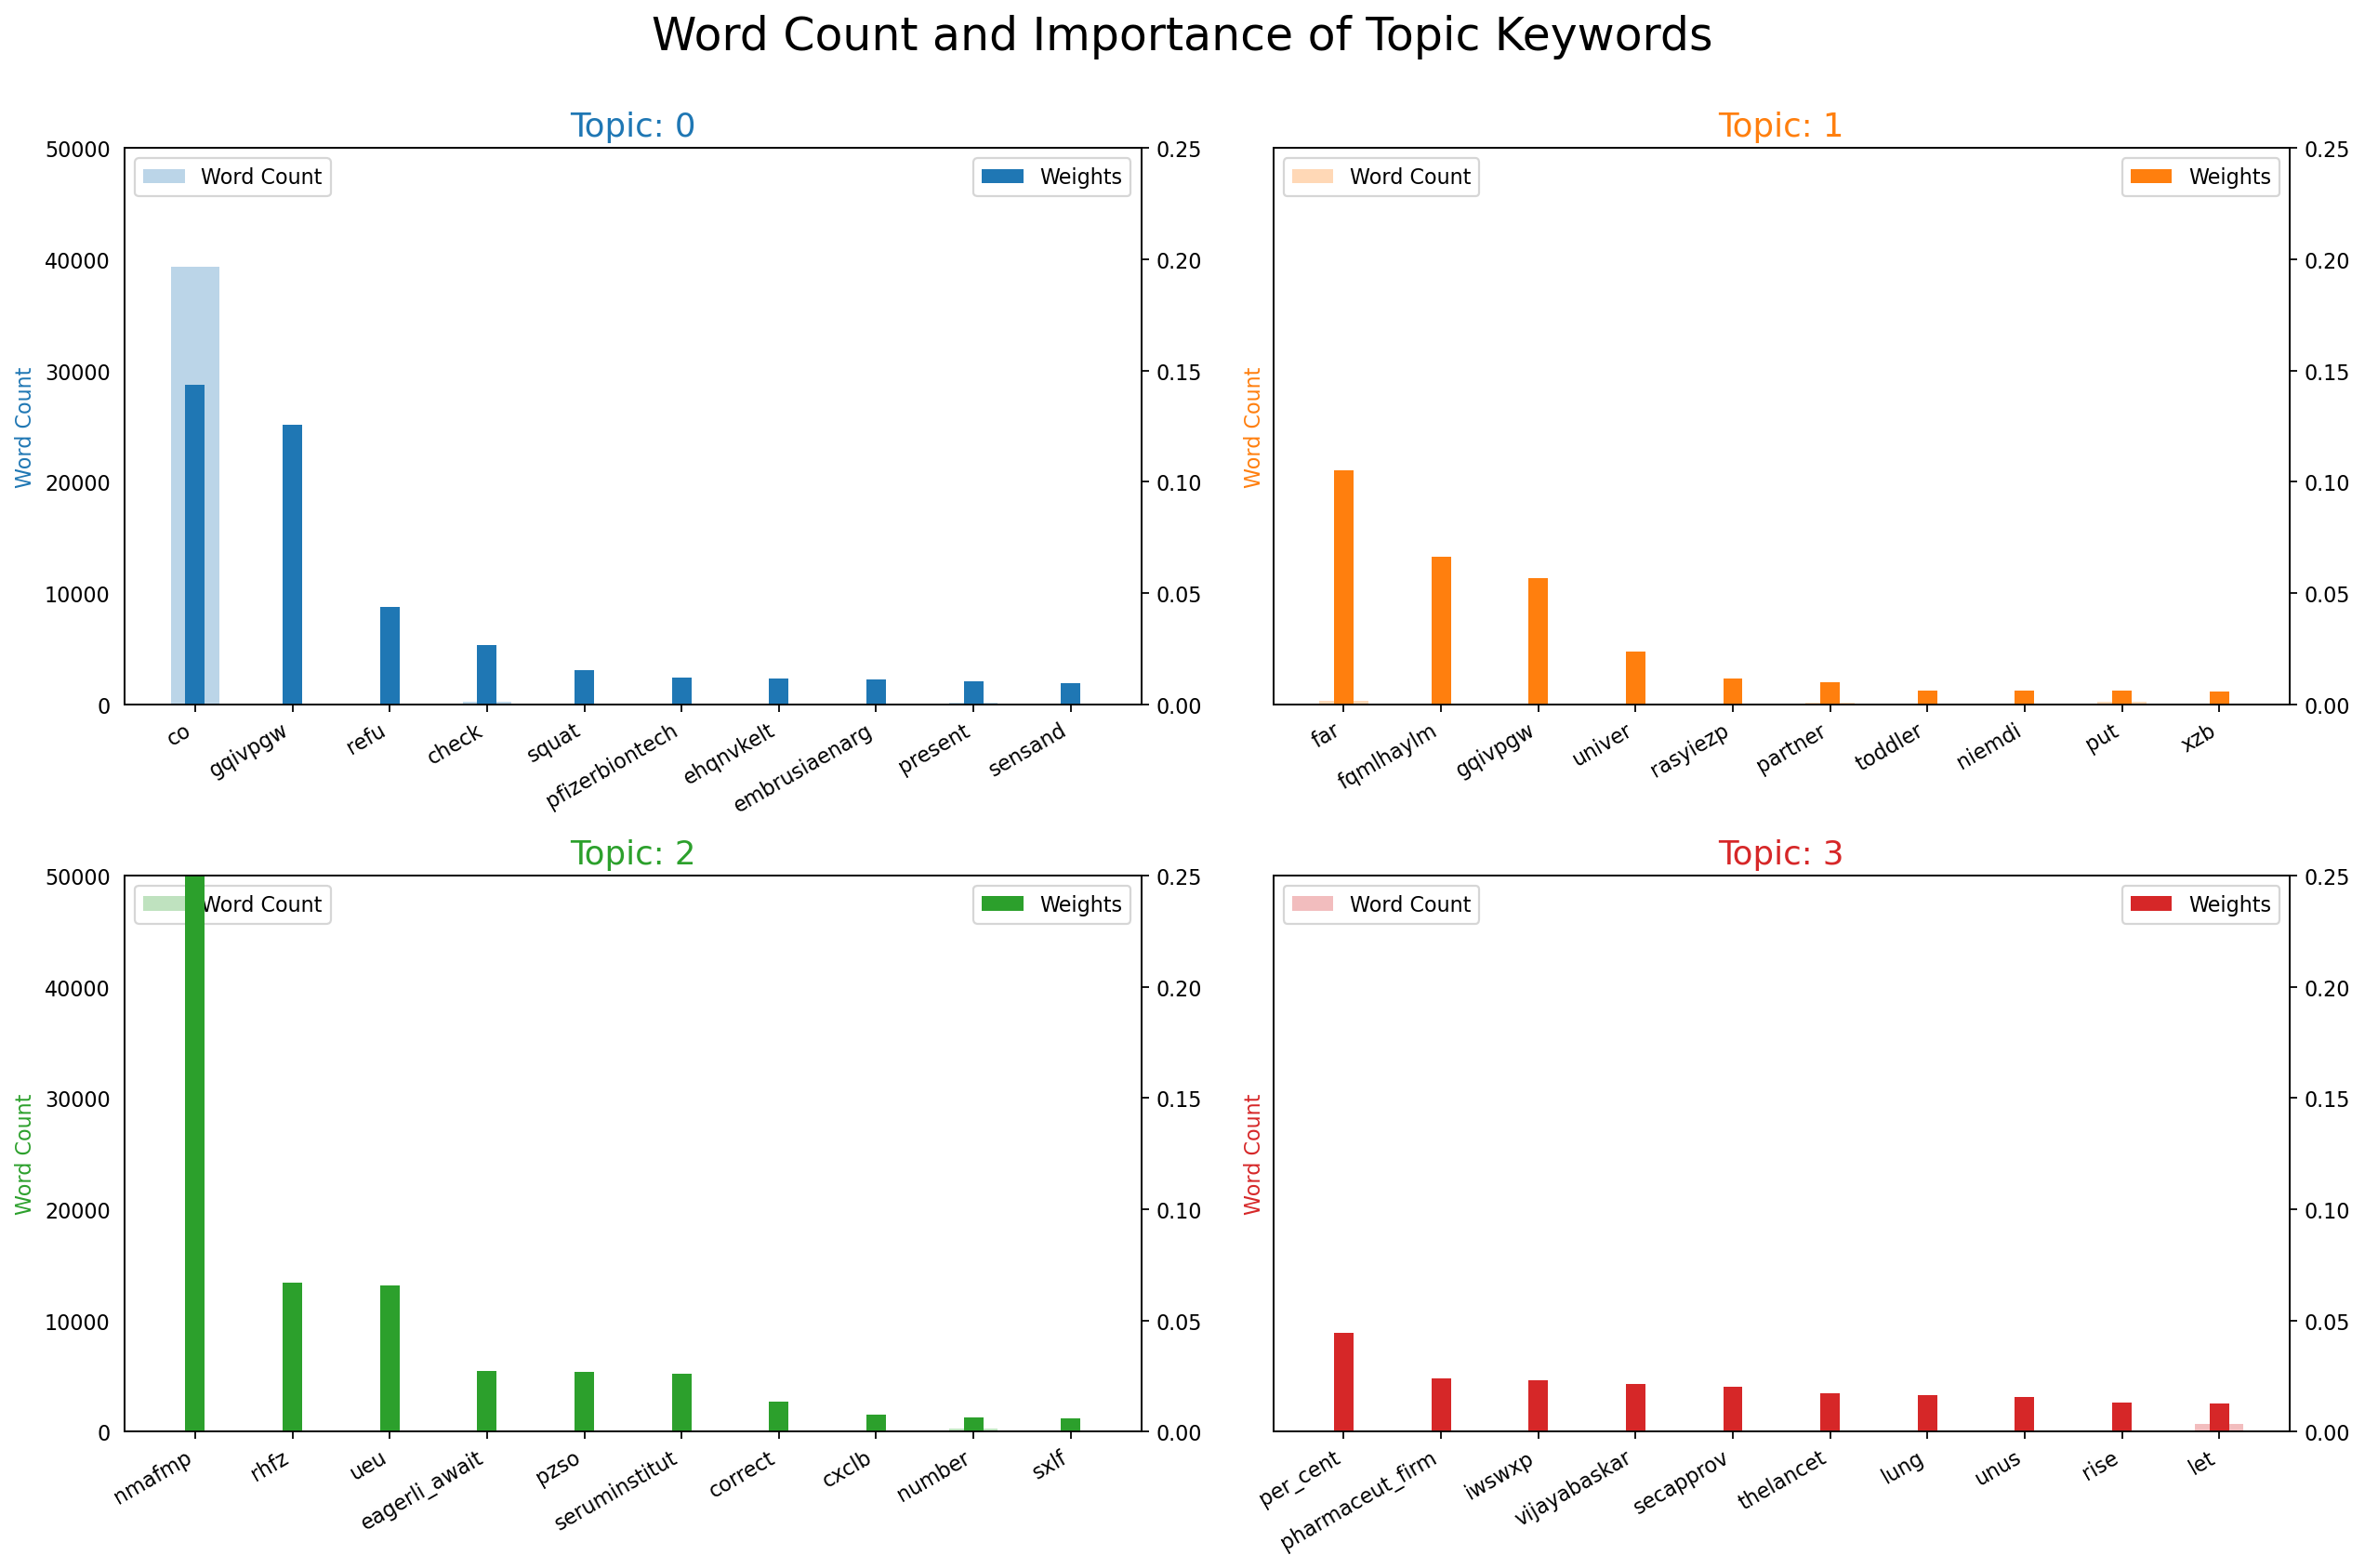 Word Count and Importance of Topic Keywords
Topic: 0
Topic: 1
50000
40000
30000
20000
10000
0
Word Count
Word Count
Weights
0.25
0.20
0.15
0.10
0.05
0.00
co
gqivpgw
refu
check
squat
pfizerbiontech
ehqnvkelt
embrusiaenarg
present
sensand
Word Count
Word Count
Weights
0.25
0.20
0.15
0.10
0.05
0.00
far
fqmlhaylm
gqivpgw
univer
rasyiezp
partner
toddler
niemdi
put
xzb
Topic: 2
Topic: 3
50000
40000
30000
20000
10000
0
Word Count
Word Count
Weights
0.25
0.20
0.15
0.10
0.05
0.00
nmafmp
rhfz
ueu
eagerli_await
pzso
seruminstitut
correct
cxclb
number
sxlf
Word Count
Word Count
Weights
0.25
0.20
0.15
0.10
0.05
0.00
per_cent
pharmaceut_firm
iwswxp
vijayabaskar
secapprov
thelancet
lung
unus
rise
let